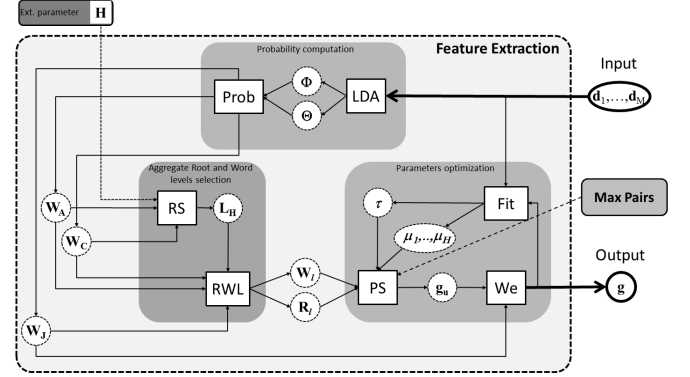 Ext. parameter H
Probability computation
Feature Extraction
Input
Prob
Φ
Θ
LDA
d1,…,dM
Aggregate Root and Word
levels selection
Parameters optimization
WA
RS
LH
τ
Fit
Max Pairs
WC
μ1,..,μH
Output
RWL
Wl
Rl
PS
gu
We
g
WJ